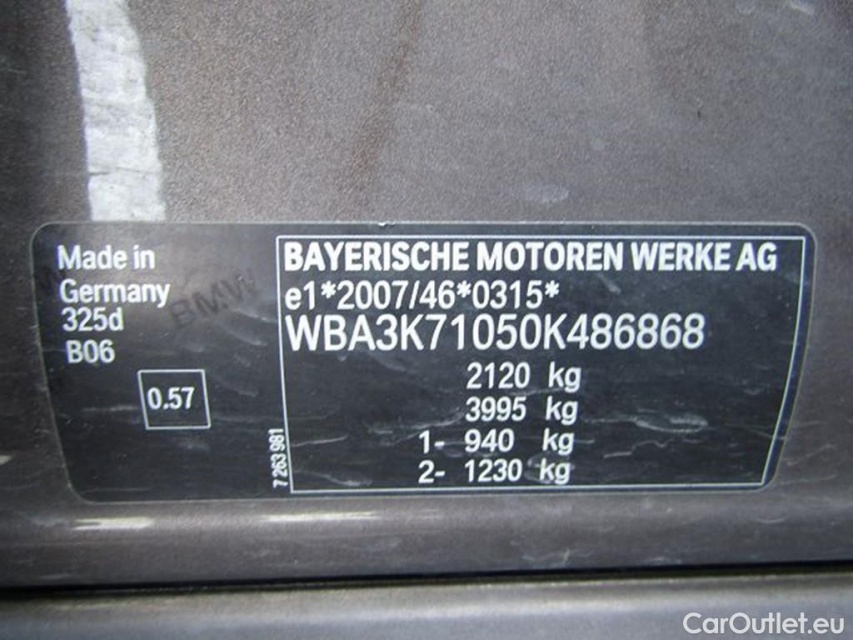 Made in
Germany
325d
B06
0.57
7 263 981
BAYERISCHE MOTOREN WERKE AG
e1*2007/46*0315*
WBA3K71050K486868
2120 kg
3995 kg
1- 940 kg
2- 1230 kg
BMW
CarOutlet.eu